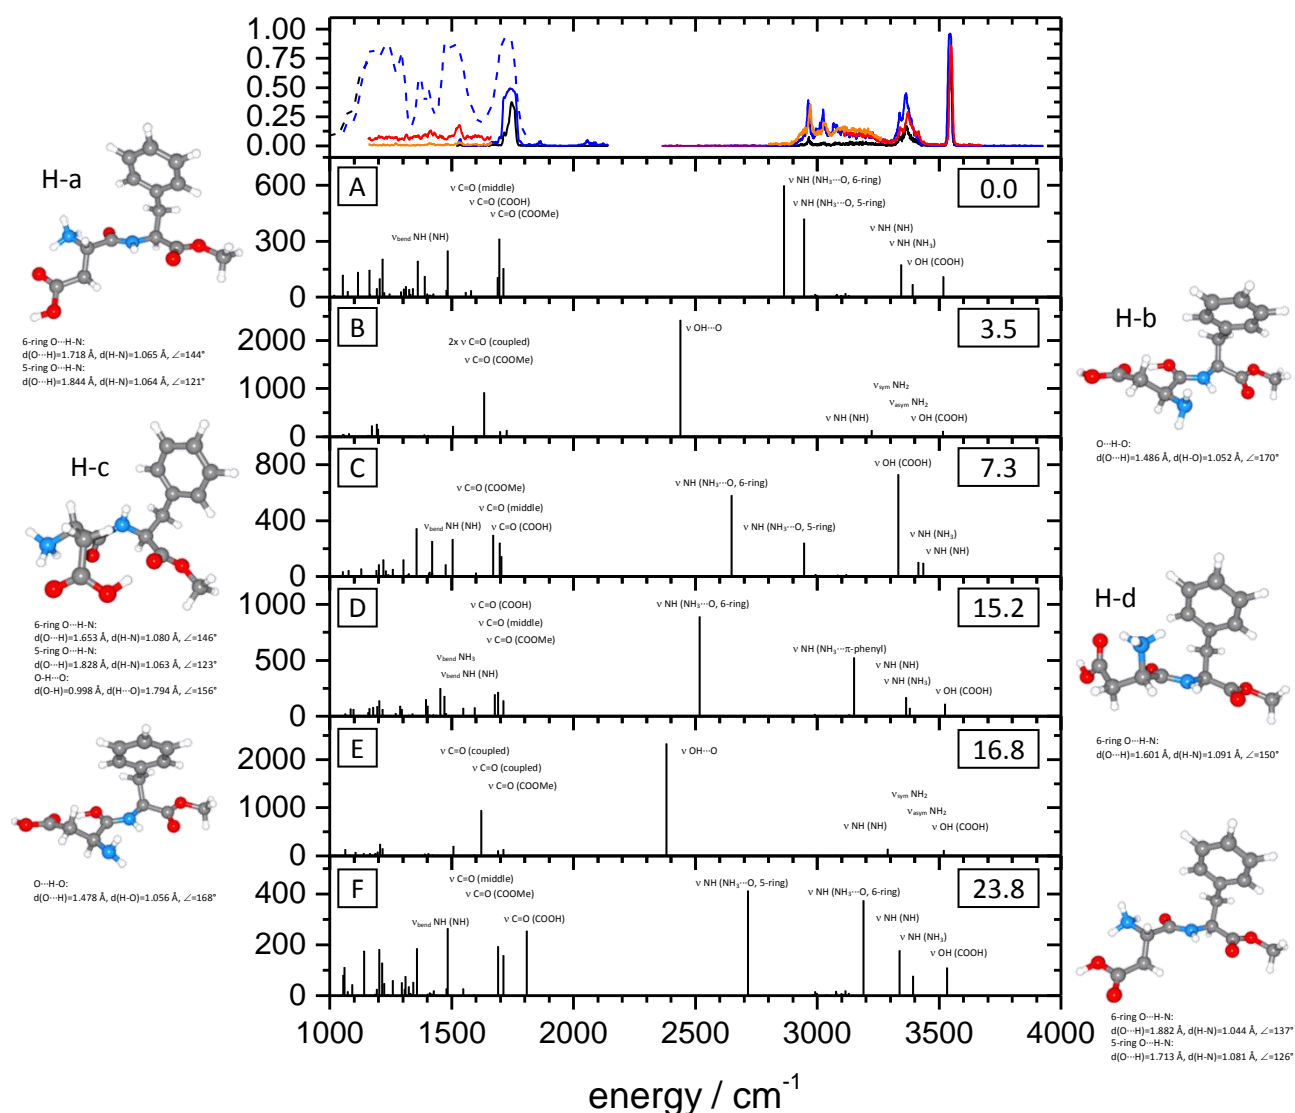 1.00
0.75
0.50
0.25
0.00
H-a
6-ring O···H-N:
d(O···H)=1.718 Å, d(H-N)=1.065 Å, ∠=144°
5-ring O···H-N:
d(O···H)=1.844 Å, d(H-N)=1.064 Å, ∠=121°
A
0.0
600
300
0
ν C=O (middle)
ν C=O (COOH)
ν C=O (COOMe)
ν_bend NH (NH)
ν NH (NH₃···O, 6-ring)
ν NH (NH₃···O, 5-ring)
ν NH (NH)
ν NH (NH₃)
ν OH (COOH)
B
3.5
2000
1000
0
2x ν C=O (coupled)
ν C=O (COOMe)
ν OH···O
ν_sym NH₂
ν_asym NH₂
ν NH (NH)
ν OH (COOH)
H-b
O···H-O:
d(O···H)=1.486 Å, d(H-O)=1.052 Å, ∠=170°
H-c
6-ring O···H-N:
d(O···H)=1.653 Å, d(H-N)=1.080 Å, ∠=146°
5-ring O···H-N:
d(O···H)=1.828 Å, d(H-N)=1.063 Å, ∠=123°
O-H···O:
d(O-H)=0.998 Å, d(H···O)=1.794 Å, ∠=156°
C
7.3
800
400
0
ν C=O (COOMe)
ν C=O (middle)
ν_bend NH (NH)
ν C=O (COOH)
ν NH (NH₃···O, 6-ring)
ν NH (NH₃···O, 5-ring)
ν OH (COOH)
ν NH (NH₃)
ν NH (NH)
D
15.2
1000
500
0
ν C=O (COOH)
ν C=O (middle)
ν C=O (COOMe)
ν_bend NH₃
ν_bend NH (NH)
ν NH (NH₃···O, 6-ring)
ν NH (NH₃···π-phenyl)
ν NH (NH)
ν NH (NH₃)
ν OH (COOH)
H-d
6-ring O···H-N:
d(O···H)=1.601 Å, d(H-N)=1.091 Å, ∠=150°
E
16.8
2000
1000
0
ν C=O (coupled)
ν C=O (coupled)
ν C=O (COOMe)
ν OH···O
ν_sym NH₂
ν_asym NH₂
ν NH (NH)
ν OH (COOH)
O···H-O:
d(O···H)=1.478 Å, d(H-O)=1.056 Å, ∠=168°
F
23.8
400
200
0
ν C=O (middle)
ν C=O (COOMe)
ν_bend NH (NH)
ν C=O (COOH)
ν NH (NH₃···O, 5-ring)
ν NH (NH₃···O, 6-ring)
ν NH (NH)
ν NH (NH₃)
ν OH (COOH)
6-ring O···H-N:
d(O···H)=1.882 Å, d(H-N)=1.044 Å, ∠=137°
5-ring O···H-N:
d(O···H)=1.713 Å, d(H-N)=1.081 Å, ∠=126°
1000 1500 2000 2500 3000 3500 4000
energy / cm⁻¹